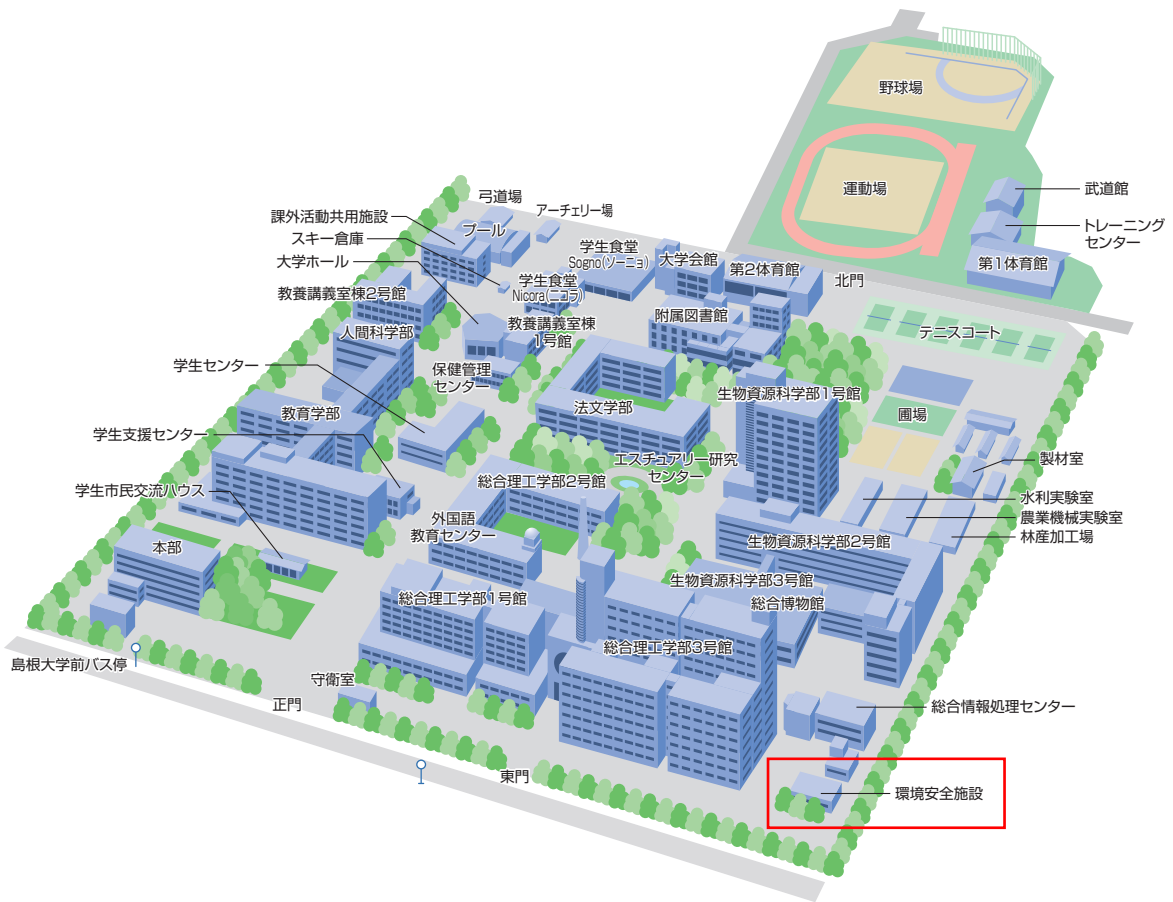 野球場
運動場
武道館
トレーニング
センター
第1体育館
弓道場
アーチェリー場
課外活動共用施設
プール
スキー倉庫
大学ホール
学生食堂
Sogno(ソーニョ)
大学会館
第2体育館
北門
学生食堂
Nicora(ニコラ)
教養講義室棟2号館
附属図書館
テニスコート
教養講義室棟
1号館
人間科学部
学生センター
保健管理
センター
生物資源科学部1号館
教育学部
法文学部
圃場
学生支援センター
エスチュアリー研究
センター
製材室
総合理工学部2号館
学生市民交流ハウス
水利実験室
農業機械実験室
林産加工場
外国語
教育センター
本部
生物資源科学部2号館
生物資源科学部3号館
総合理工学部1号館
総合博物館
総合理工学部3号館
島根大学前バス停
守衛室
正門
総合情報処理センター
東門
環境安全施設